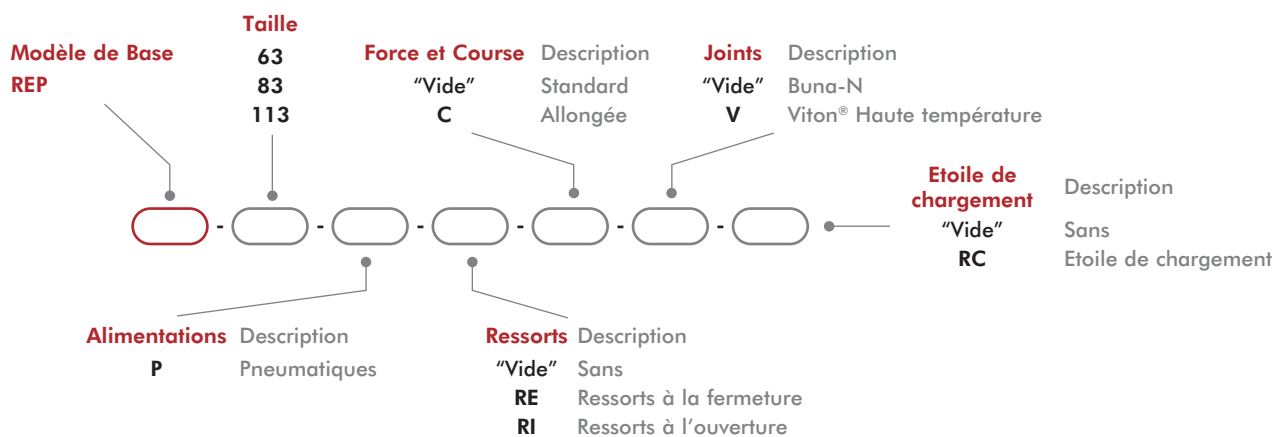 Taille
63
83
113
Modèle de Base
REP
Force et Course Description
“Vide” Standard
C Allongée
Joints Description
“Vide” Buna-N
V Viton® Haute température
Etoile de
chargement Description
“Vide” Sans
RC Etoile de chargement
- - - - - -
Alimentations Description
P Pneumatiques
Ressorts Description
“Vide” Sans
RE Ressorts à la fermeture
RI Ressorts à l’ouverture